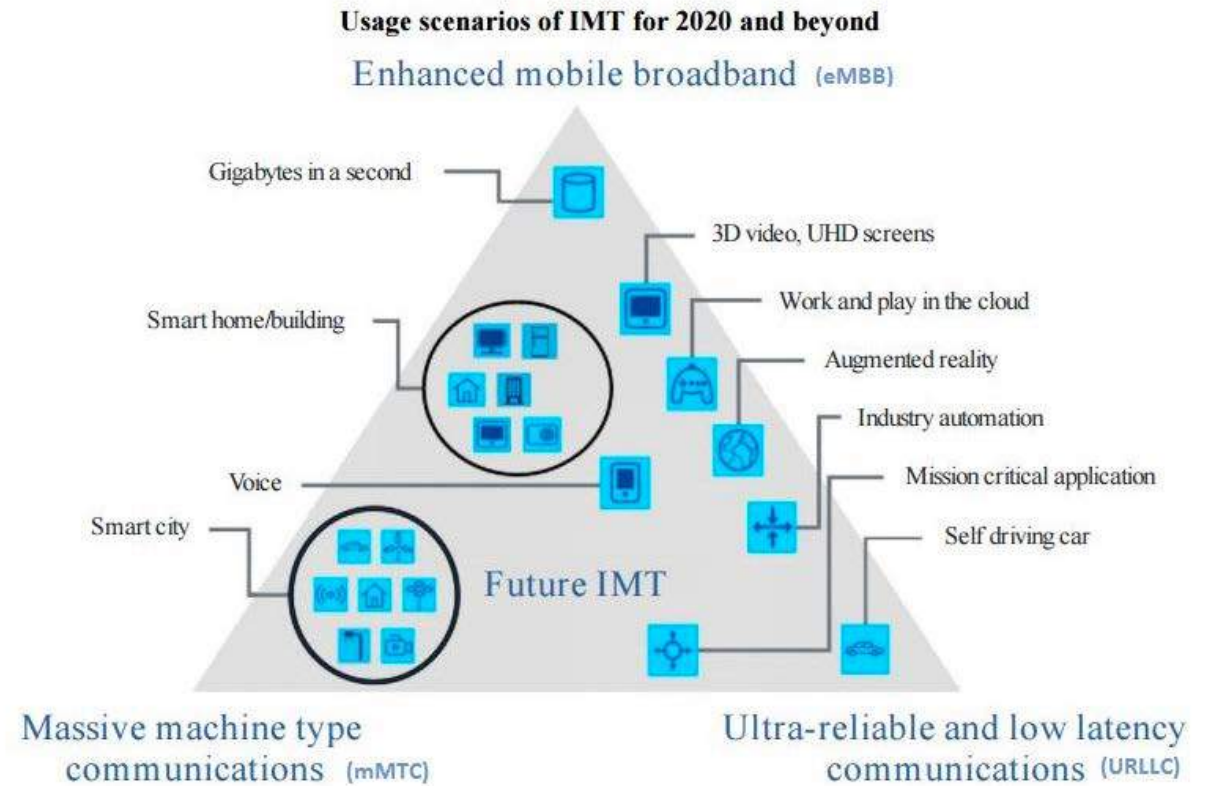 Usage scenarios of IMT for 2020 and beyond
Enhanced mobile broadband (eMBB)
Gigabytes in a second
3D video, UHD screens
Work and play in the cloud
Smart home/building
Augmented reality
Industry automation
Mission critical application
Voice
Smart city
Self driving car
Future IMT
Massive machine type
communications (mMTC)
Ultra-reliable and low latency
communications (URLLC)